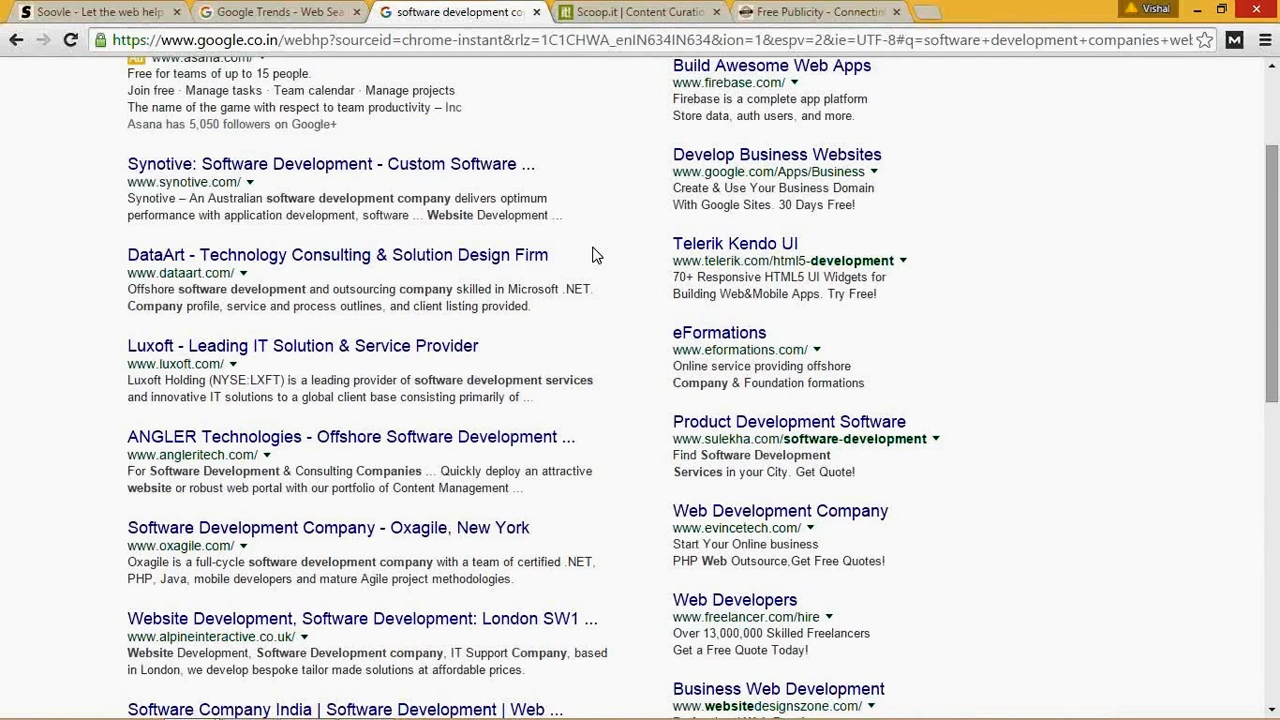 Soovle - Let the web help
Google Trends - Web Sea
software development co
Scoop.it | Content Curatio
Free Publicity - Connectin
Vishal
https://www.google.co.in/webhp?sourceid=chrome-instant&rlz=1C1CHWA_enIN634IN634&ion=1&espv=2&ie=UTF-8#q=software+development+companies+wet
Ad www.asana.com/
Free for teams of up to 15 people.
Join free · Manage tasks · Team calendar · Manage projects
The name of the game with respect to team productivity – Inc
Asana has 5,050 followers on Google+
Synotive: Software Development - Custom Software ...
www.synotive.com/
Synotive – An Australian software development company delivers optimum
performance with application development, software ... Website Development ...
DataArt - Technology Consulting & Solution Design Firm
www.dataart.com/
Offshore software development and outsourcing company skilled in Microsoft .NET.
Company profile, service and process outlines, and client listing provided.
Luxoft - Leading IT Solution & Service Provider
www.luxoft.com/
Luxoft Holding (NYSE:LXFT) is a leading provider of software development services
and innovative IT solutions to a global client base consisting primarily of ...
ANGLER Technologies - Offshore Software Development ...
www.angleritech.com/
For Software Development & Consulting Companies ... Quickly deploy an attractive
website or robust web portal with our portfolio of Content Management ...
Software Development Company - Oxagile, New York
www.oxagile.com/
Oxagile is a full-cycle software development company with a team of certified .NET,
PHP, Java, mobile developers and mature Agile project methodologies.
Website Development, Software Development: London SW1 ...
www.alpineinteractive.co.uk/
Website Development, Software Development company, IT Support Company, based
in London, we develop bespoke tailor made solutions at affordable prices.
Software Company India | Software Development | Web ...
Build Awesome Web Apps
www.firebase.com/
Firebase is a complete app platform
Store data, auth users, and more.
Develop Business Websites
www.google.com/Apps/Business
Create & Use Your Business Domain
With Google Sites. 30 Days Free!
Telerik Kendo UI
www.telerik.com/html5-development
70+ Responsive HTML5 UI Widgets for
Building Web&Mobile Apps. Try Free!
eFormations
www.eformations.com/
Online service providing offshore
Company & Foundation formations
Product Development Software
www.sulekha.com/software-development
Find Software Development
Services in your City. Get Quote!
Web Development Company
www.evincetech.com/
Start Your Online business
PHP Web Outsource,Get Free Quotes!
Web Developers
www.freelancer.com/hire
Over 13,000,000 Skilled Freelancers
Get a Free Quote Today!
Business Web Development
www.websitedesignszone.com/